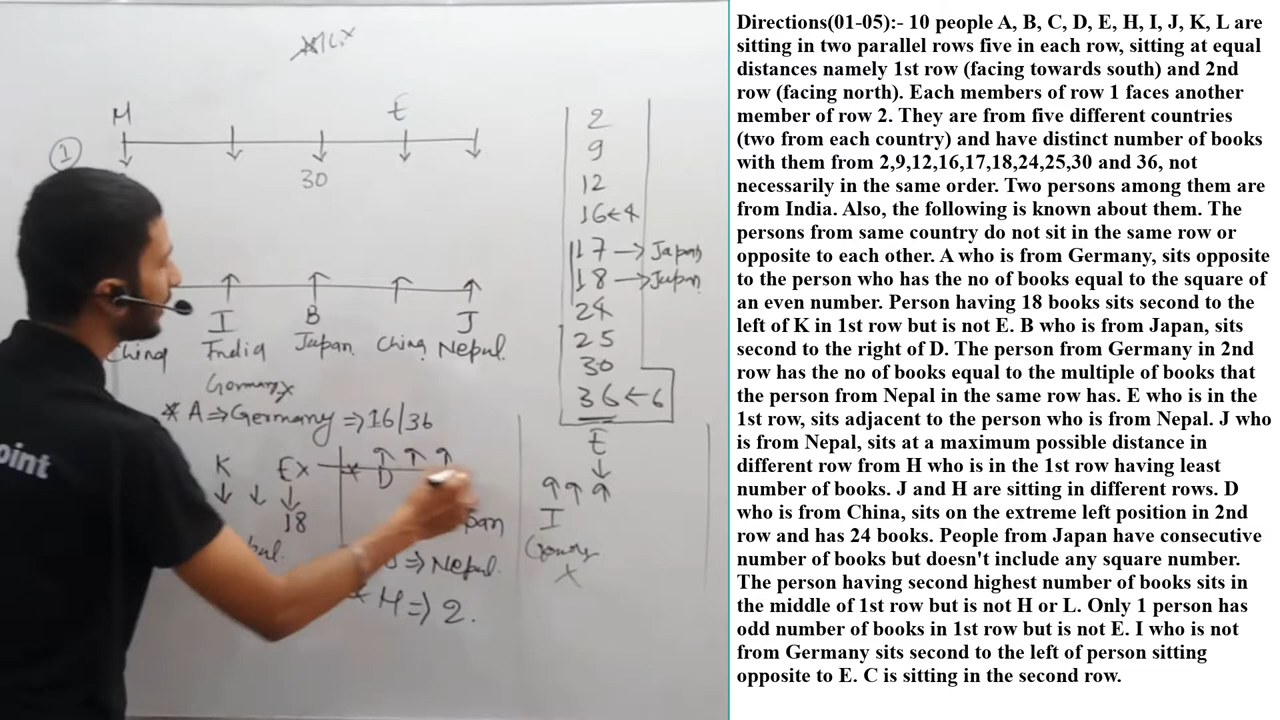 M
E
1
30
I
B
J
China
India
Japan
China
Nepal
Germany x
* A ⇒ Germany ⇒ 16/36
K
E x
18
D
⇒ Nepal.
H ⇒ 2.
2
9
12
16 ← 4
17 → Japan
18 → Japan
24
25
30
36 ← 6
E
I
Germany
x
point
Directions(01-05):- 10 people A, B, C, D, E, H, I, J, K, L are
sitting in two parallel rows five in each row, sitting at equal
distances namely 1st row (facing towards south) and 2nd
row (facing north). Each members of row 1 faces another
member of row 2. They are from five different countries
(two from each country) and have distinct number of books
with them from 2,9,12,16,17,18,24,25,30 and 36, not
necessarily in the same order. Two persons among them are
from India. Also, the following is known about them. The
persons from same country do not sit in the same row or
opposite to each other. A who is from Germany, sits opposite
to the person who has the no of books equal to the square of
an even number. Person having 18 books sits second to the
left of K in 1st row but is not E. B who is from Japan, sits
second to the right of D. The person from Germany in 2nd
row has the no of books equal to the multiple of books that
the person from Nepal in the same row has. E who is in the
1st row, sits adjacent to the person who is from Nepal. J who
is from Nepal, sits at a maximum possible distance in
different row from H who is in the 1st row having least
number of books. J and H are sitting in different rows. D
who is from China, sits on the extreme left position in 2nd
row and has 24 books. People from Japan have consecutive
number of books but doesn't include any square number.
The person having second highest number of books sits in
the middle of 1st row but is not H or L. Only 1 person has
odd number of books in 1st row but is not E. I who is not
from Germany sits second to the left of person sitting
opposite to E. C is sitting in the second row.